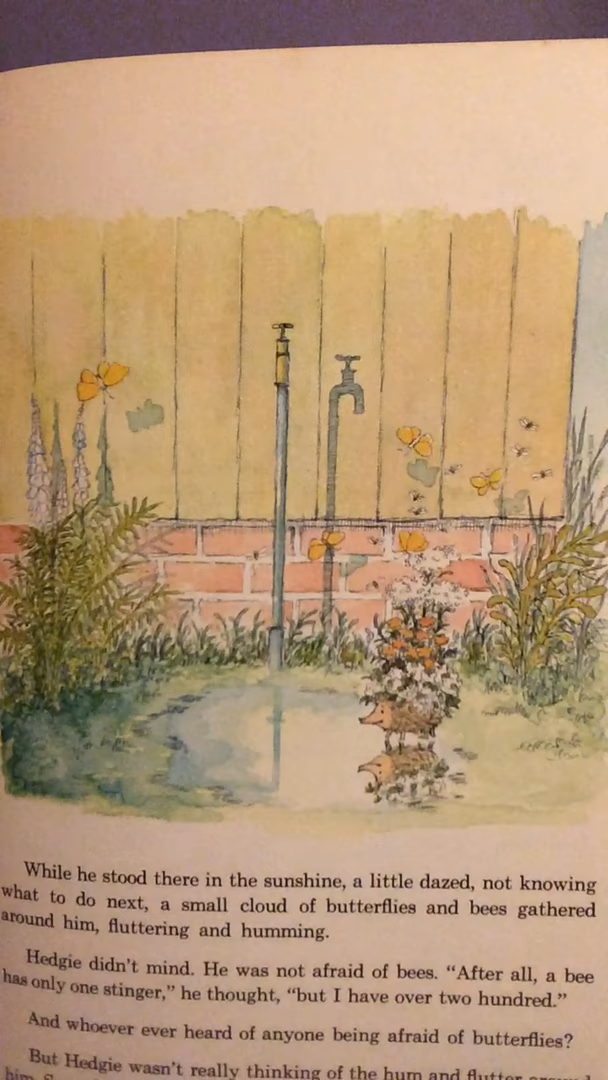 While he stood there in the sunshine, a little dazed, not knowing
what to do next, a small cloud of butterflies and bees gathered
around him, fluttering and humming.
Hedgie didn't mind. He was not afraid of bees. "After all, a bee
has only one stinger," he thought, "but I have over two hundred."
And whoever ever heard of anyone being afraid of butterflies?
But Hedgie wasn't really thinking of the hum and flutter around
him.